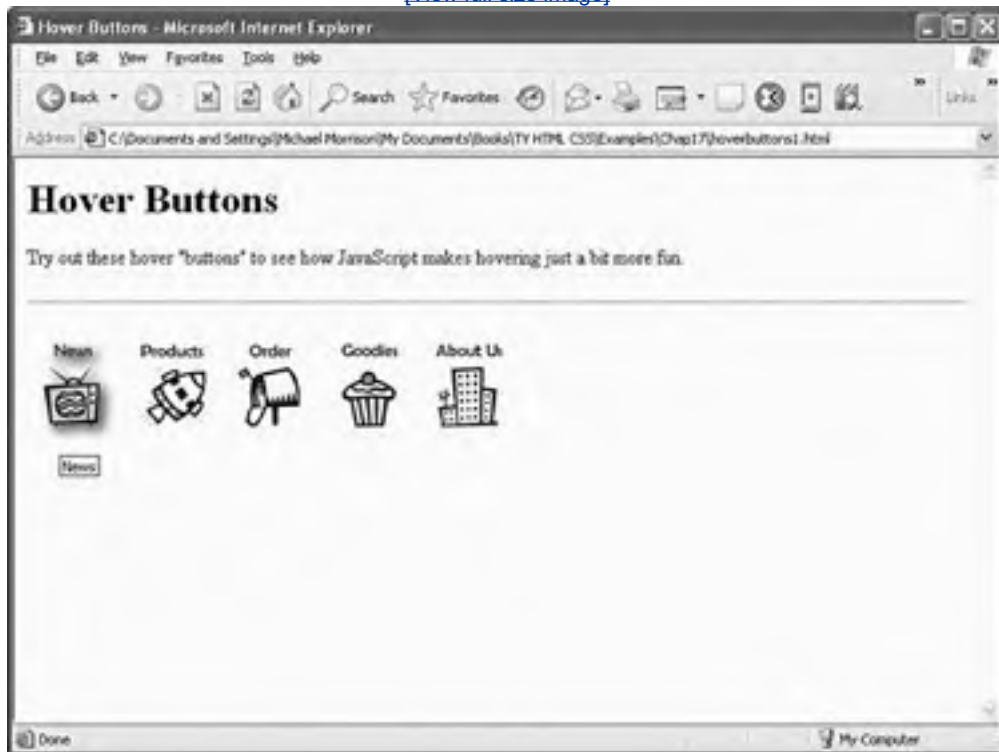 [View full size image]
Hover Buttons - Microsoft Internet Explorer
File Edit View Favorites Tools Help
Back Search Favorites Links
Address C:\Documents and Settings\Michael Morrison\My Documents\Books\TY HTML CSS\Examples\Chap17\hoverbuttons1.html
Hover Buttons
Try out these hover "buttons" to see how JavaScript makes hovering just a bit more fun.
News Products Order Goodies About Us
News
Done My Computer